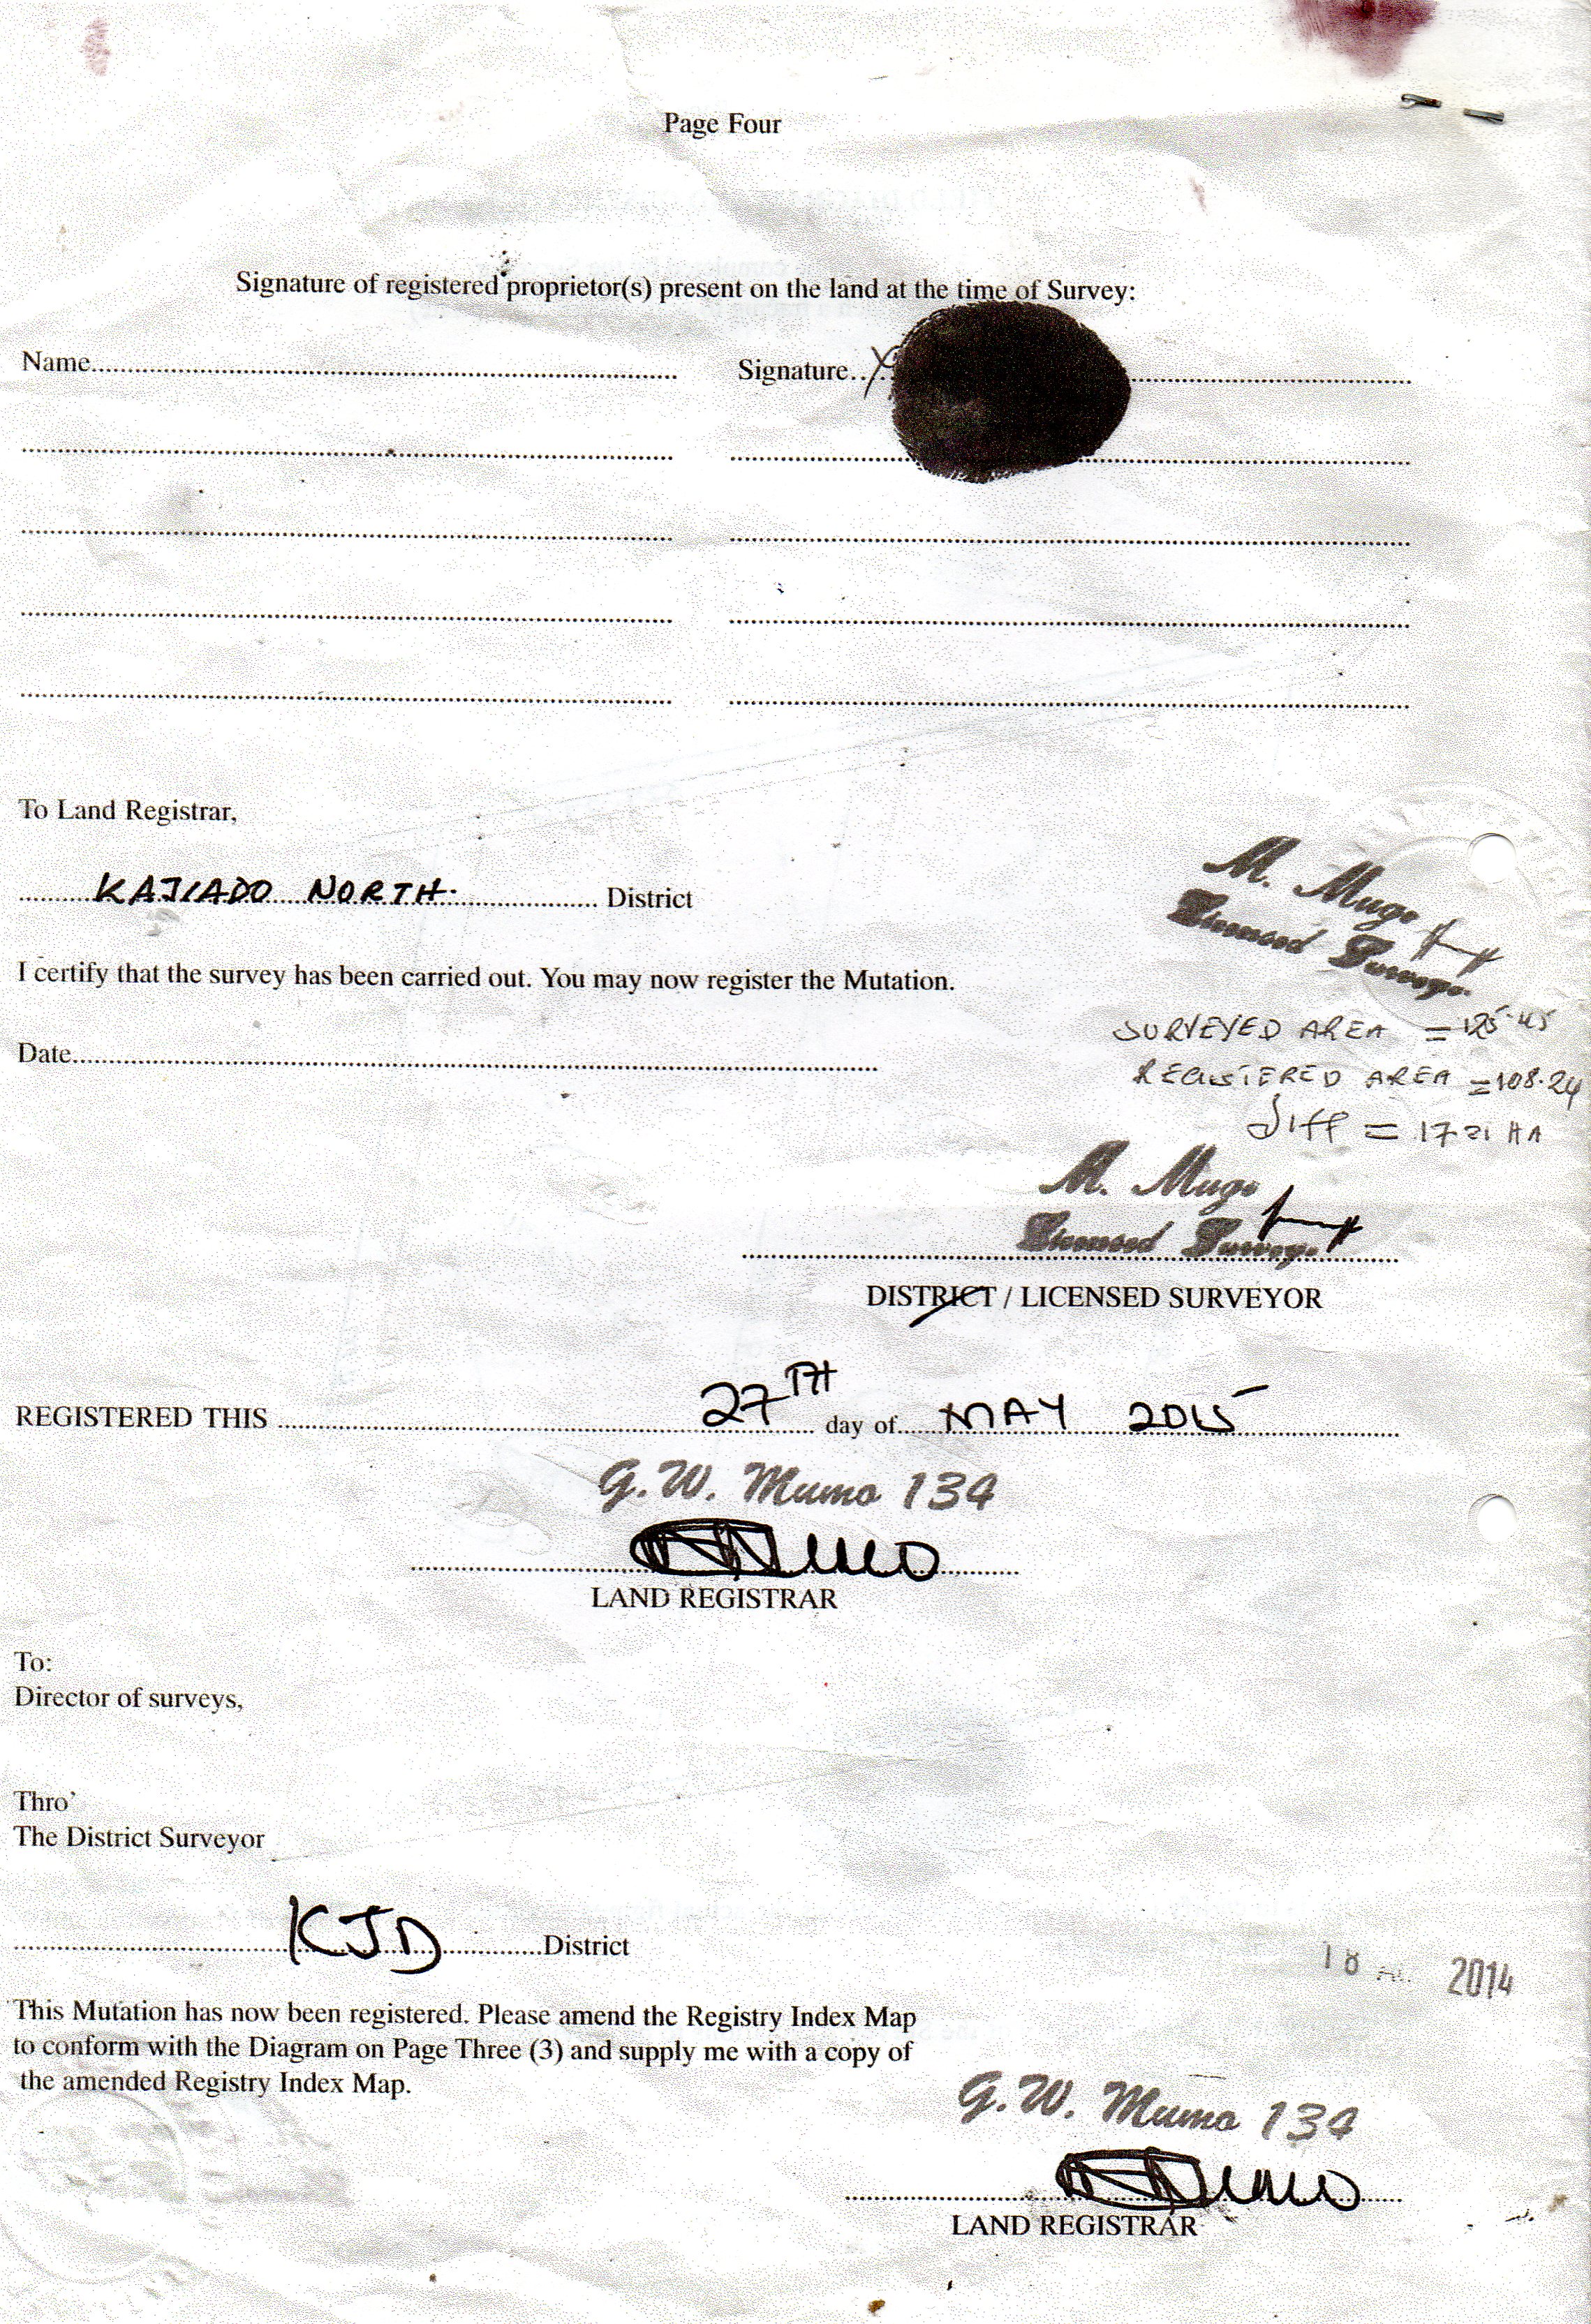 Page Four
Signature of registered proprietor(s) present on the land at the time of Survey:
Name.......... Signature..X
To Land Registrar,
KAJIADO NORTH. District
M. Mugo
Licensed Surveyor
I certify that the survey has been carried out. You may now register the Mutation.
SURVEYED AREA = 125.45
Date..........
REGISTERED AREA = 108.24
diff = 17.21 HA
M. Mugo
Licensed Surveyor
DISTRICT / LICENSED SURVEYOR
REGISTERED THIS 27TH day of MAY 2015
G.W. Mumo 134
LAND REGISTRAR
To:
Director of surveys,
Thro'
The District Surveyor
KJD District
18 2014
This Mutation has now been registered. Please amend the Registry Index Map
to conform with the Diagram on Page Three (3) and supply me with a copy of
the amended Registry Index Map.
G.W. Mumo 134
LAND REGISTRAR